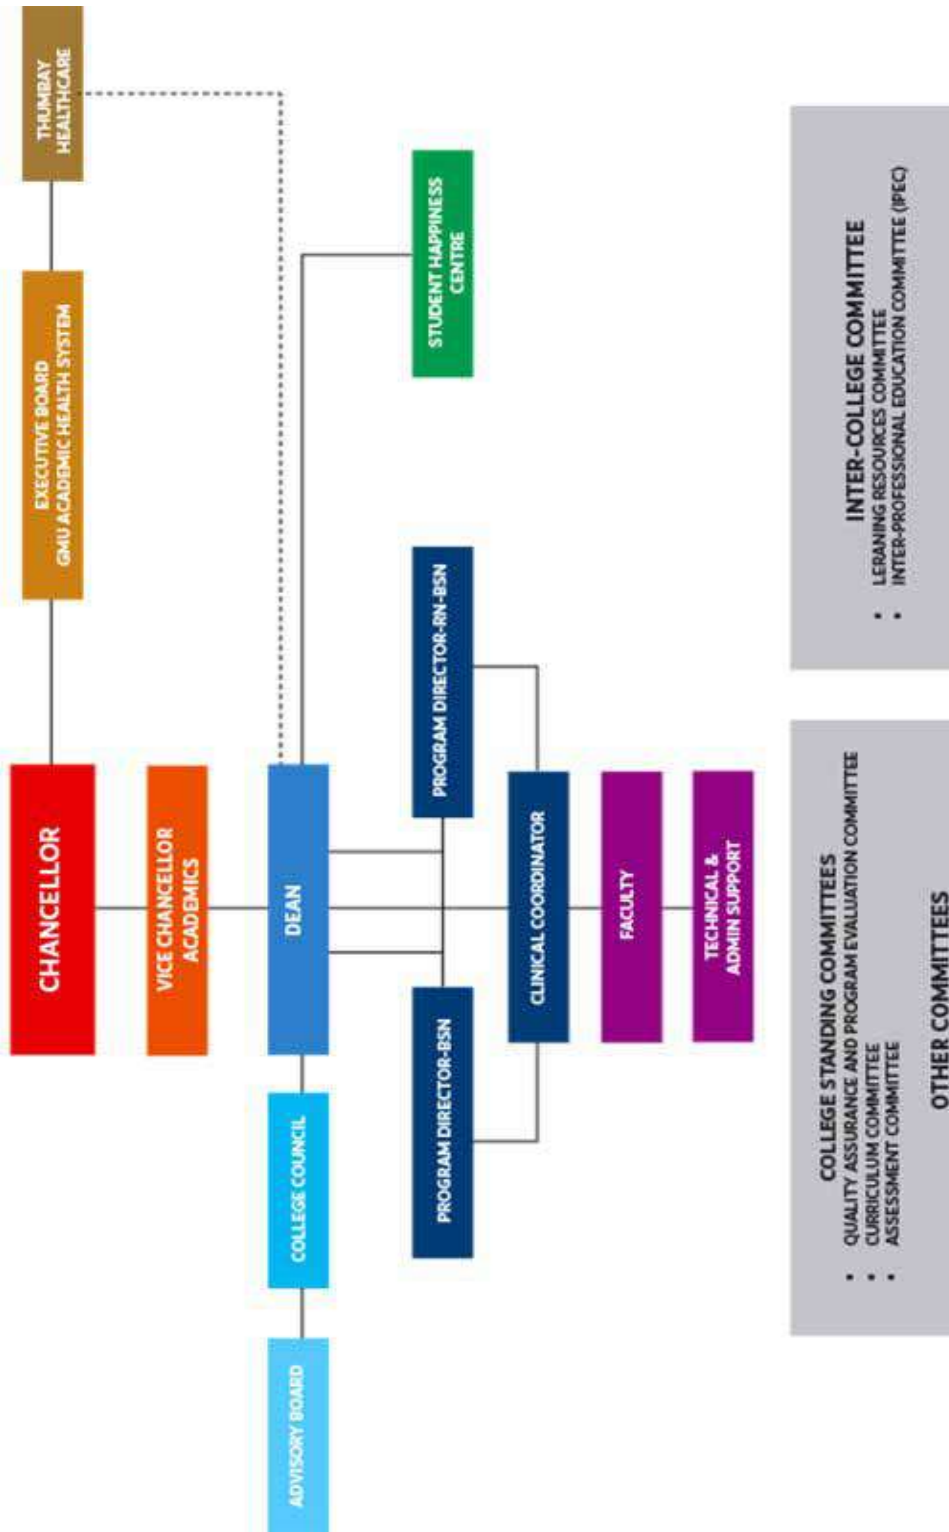 CHANCELLOR
EXECUTIVE BOARD
GMU ACADEMIC HEALTH SYSTEM
THUMBAY
HEALTHCARE
VICE CHANCELLOR
ACADEMICS
ADVISORY BOARD
COLLEGE COUNCIL
DEAN
PROGRAM DIRECTOR-BSN
PROGRAM DIRECTOR-RN-BSN
STUDENT HAPPINESS
CENTRE
CLINICAL COORDINATOR
FACULTY
TECHNICAL &
ADMIN SUPPORT
COLLEGE STANDING COMMITTEES
• QUALITY ASSURANCE AND PROGRAM EVALUATION COMMITTEE
• CURRICULUM COMMITTEE
• ASSESSMENT COMMITTEE
OTHER COMMITTEES
INTER-COLLEGE COMMITTEE
• LERANING RESOURCES COMMITTEE
• INTER-PROFESSIONAL EDUCATION COMMITTEE (IPEC)